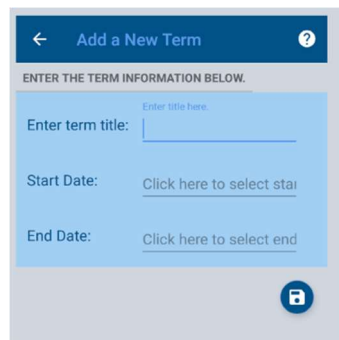 Add a New Term ?
ENTER THE TERM INFORMATION BELOW.
Enter title here.
Enter term title:
Start Date: Click here to select star
End Date: Click here to select end